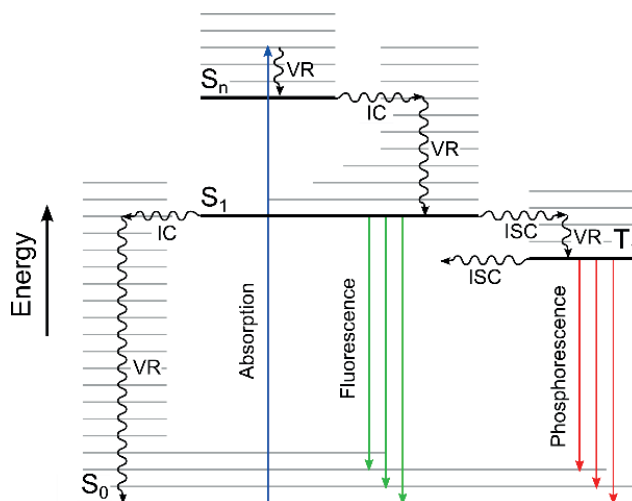 VR
Sₙ
IC
VR
S₁
IC
ISC
VR
T
ISC
Energy
Absorption
Fluorescence
Phosphorescence
VR
S₀